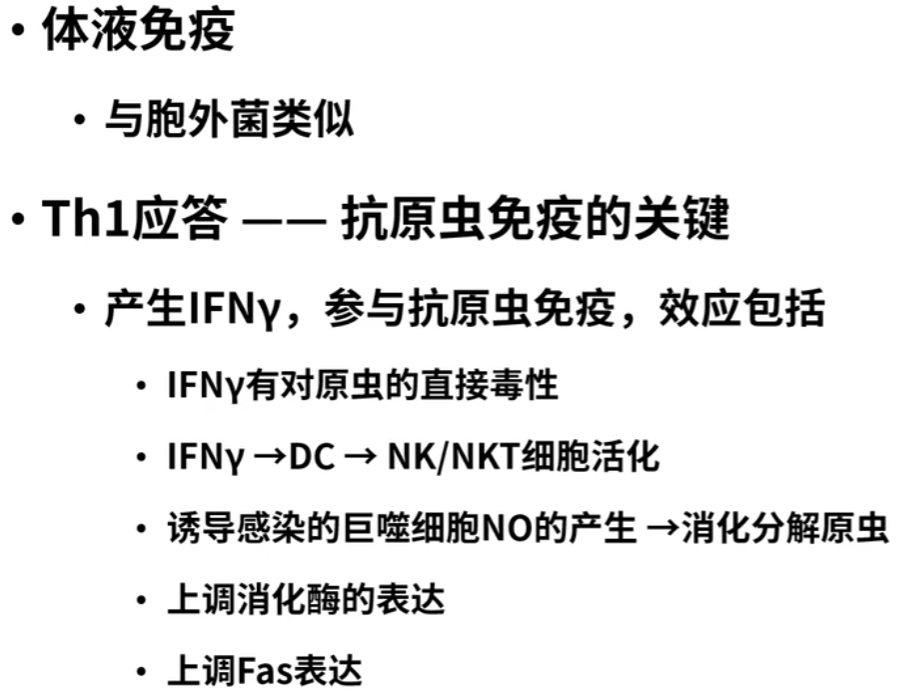 • 体液免疫
• 与胞外菌类似
• Th1应答 —— 抗原虫免疫的关键
• 产生IFNγ，参与抗原虫免疫，效应包括
• IFNγ有对原虫的直接毒性
• IFNγ →DC → NK/NKT细胞活化
• 诱导感染的巨噬细胞NO的产生 →消化分解原虫
• 上调消化酶的表达
• 上调Fas表达